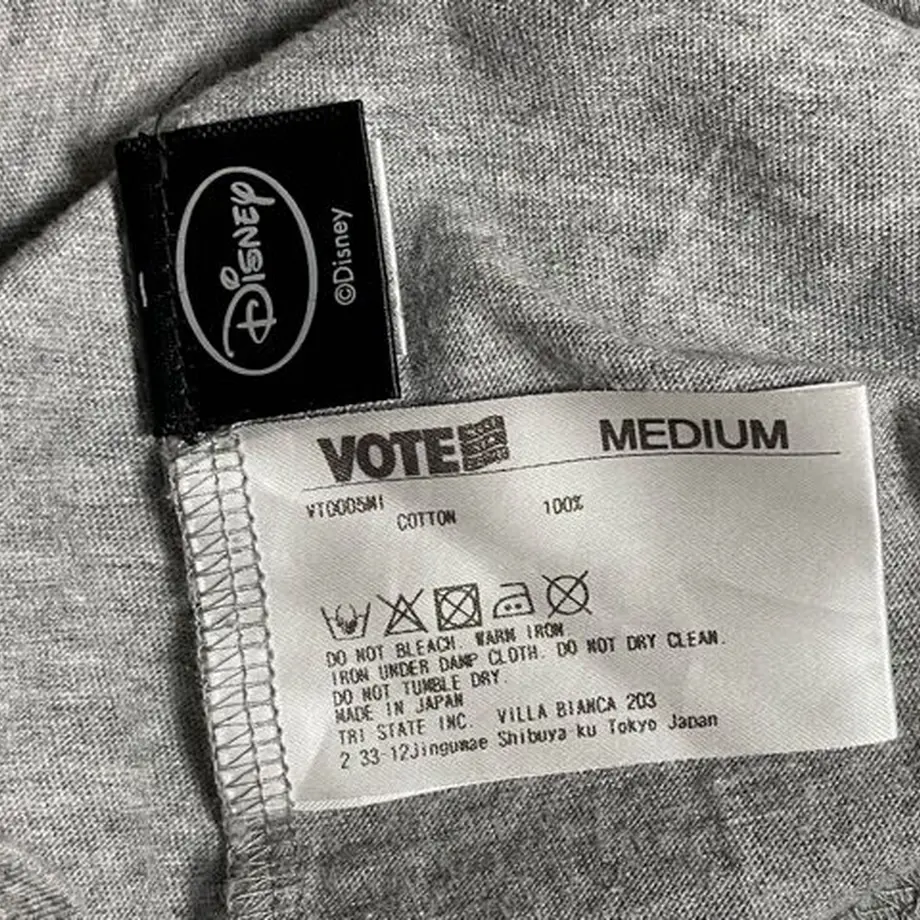 Disney
©Disney
VOTE MEDIUM
VT0005M1
COTTON 100%
DO NOT BLEACH. WARM IRON.
IRON UNDER DAMP CLOTH. DO NOT DRY CLEAN.
DO NOT TUMBLE DRY.
MADE IN JAPAN
TRI STATE INC. VILLA BIANCA 203
2 33-12Jingumae Shibuya ku Tokyo Japan